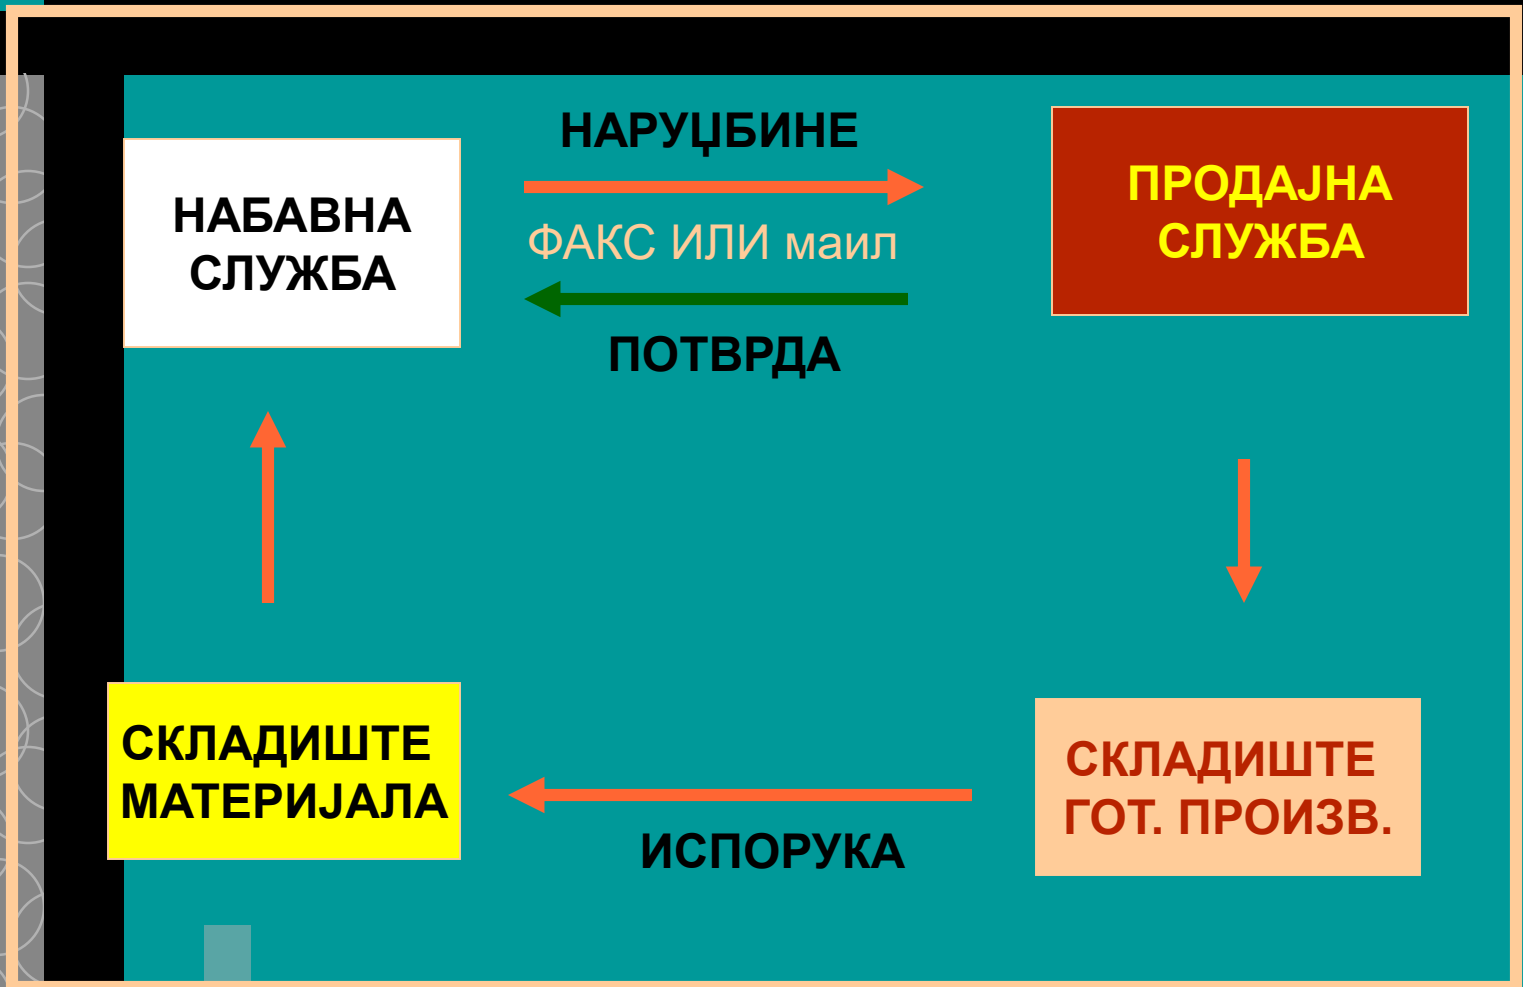 НАРУЏБИНЕ
НАБАВНА
СЛУЖБА
ФАКС ИЛИ маил
ПРОДАЈНА
СЛУЖБА
ПОТВРДА
СКЛАДИШТЕ
МАТЕРИЈАЛА
СКЛАДИШТЕ
ГОТ. ПРОИЗВ.
ИСПОРУКА